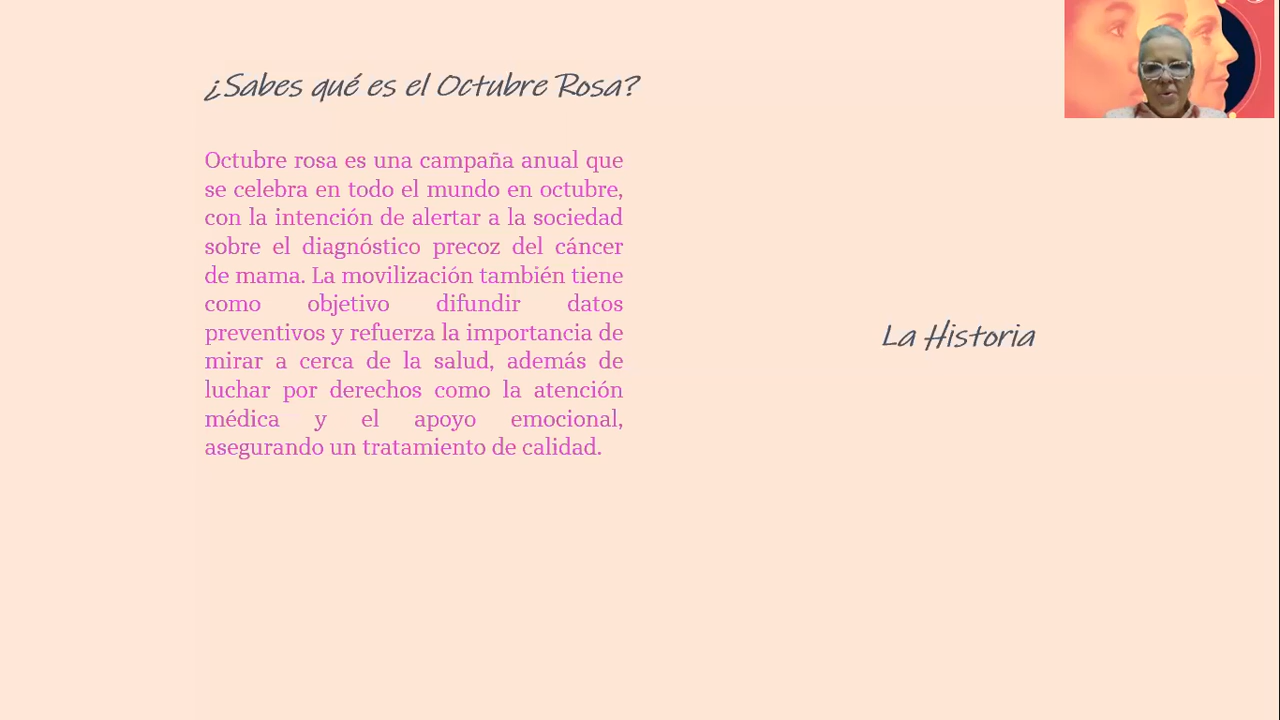 ¿Sabes qué es el Octubre Rosa?
Octubre rosa es una campaña anual que
se celebra en todo el mundo en octubre,
con la intención de alertar a la sociedad
sobre el diagnóstico precoz del cáncer
de mama. La movilización también tiene
como objetivo difundir datos
preventivos y refuerza la importancia de
mirar a cerca de la salud, además de
luchar por derechos como la atención
médica y el apoyo emocional,
asegurando un tratamiento de calidad.
La Historia